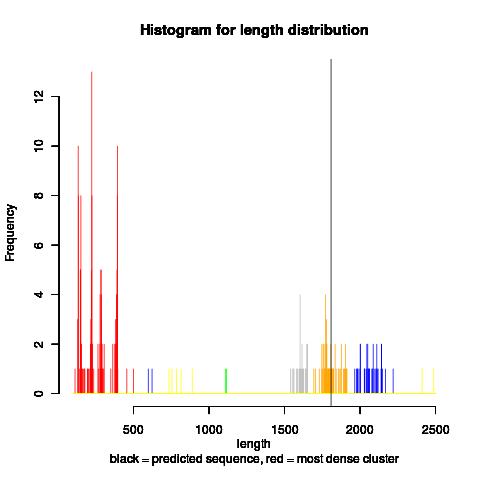 Histogram for length distribution
Frequency
12
10
8
6
4
2
0
500 1000 1500 2000 2500
length
black = predicted sequence, red = most dense cluster